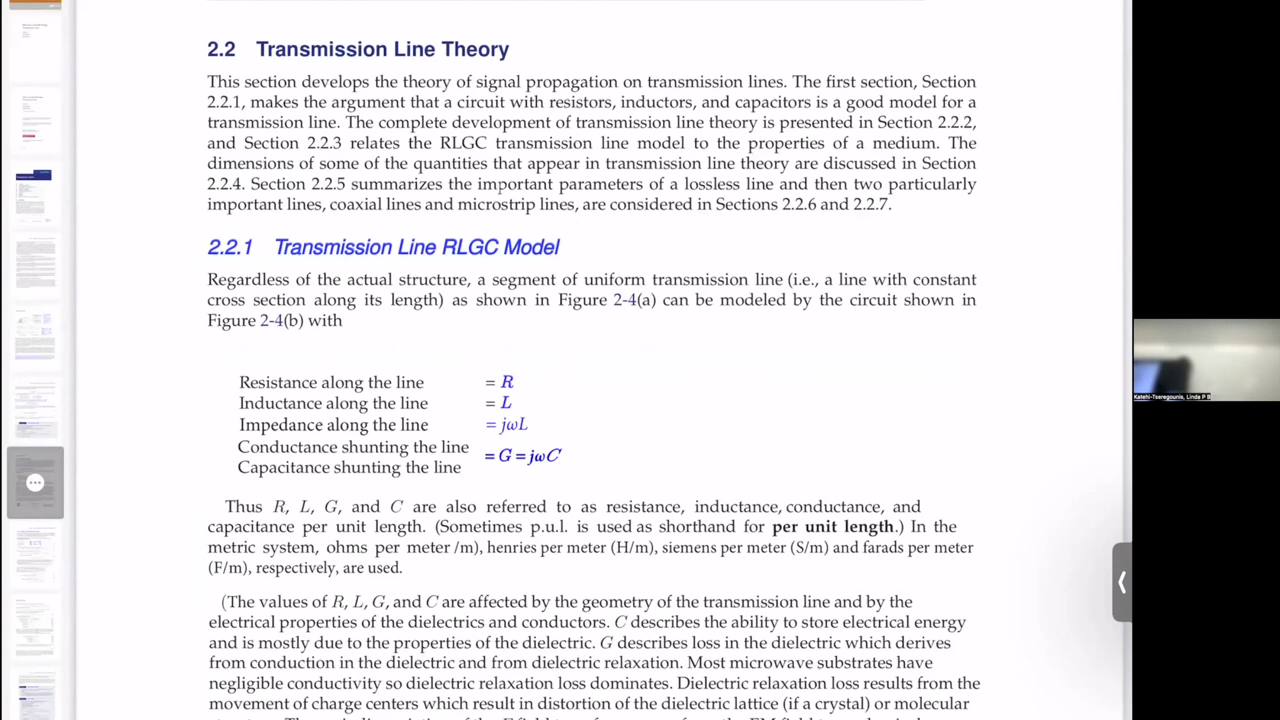 2.2 Transmission Line Theory
This section develops the theory of signal propagation on transmission lines. The first section, Section
2.2.1, makes the argument that a circuit with resistors, inductors, and capacitors is a good model for a
transmission line. The complete development of transmission line theory is presented in Section 2.2.2,
and Section 2.2.3 relates the RLGC transmission line model to the properties of a medium. The
dimensions of some of the quantities that appear in transmission line theory are discussed in Section
2.2.4. Section 2.2.5 summarizes the important parameters of a lossless line and then two particularly
important lines, coaxial lines and microstrip lines, are considered in Sections 2.2.6 and 2.2.7.
2.2.1 Transmission Line RLGC Model
Regardless of the actual structure, a segment of uniform transmission line (i.e., a line with constant
cross section along its length) as shown in Figure 2-4(a) can be modeled by the circuit shown in
Figure 2-4(b) with
Resistance along the line = R
Inductance along the line = L
Impedance along the line = jωL
Conductance shunting the line
= G = jωC
Capacitance shunting the line
Thus R, L, G, and C are also referred to as resistance, inductance, conductance, and
capacitance per unit length. (Sometimes p.u.l. is used as shorthand for per unit length.) In the
metric system, ohms per meter henries per meter (H/m), siemens per meter (S/m) and farads per meter
(F/m), respectively, are used.
(The values of R, L, G, and C are affected by the geometry of the transmission line and by the
electrical properties of the dielectrics and conductors. C describes the ability to store electrical energy
and is mostly due to the properties of the dielectric. G describes loss in the dielectric which derives
from conduction in the dielectric and from dielectric relaxation. Most microwave substrates have
negligible conductivity so dielectric relaxation loss dominates. Dielectric relaxation loss results from the
movement of charge centers which result in distortion of the dielectric lattice (if a crystal) or molecular
Katehi-Tseregounis, Linda P B